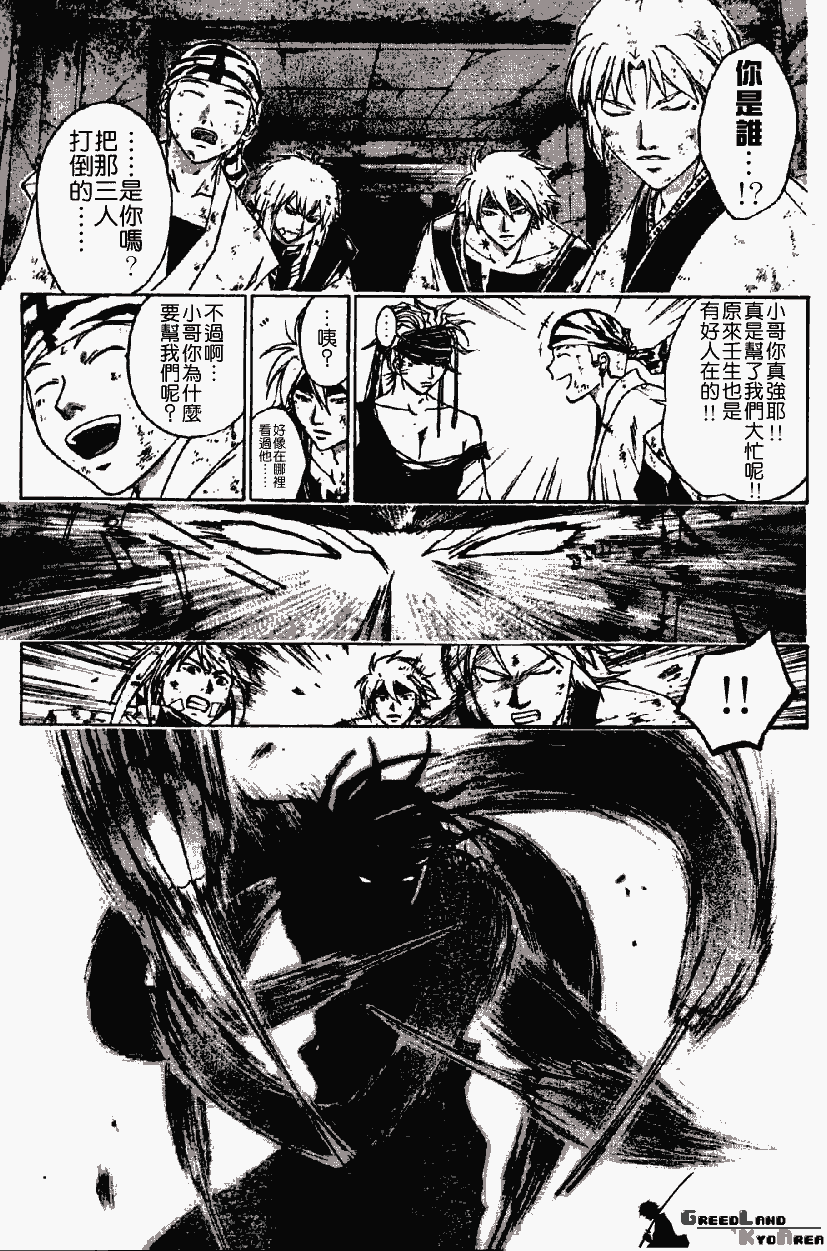 你是誰…!?
……是你嗎?
把那三人
打倒的……
小哥你真強耶!!
真是幫了我們大忙呢!!
原來壬生也是
有好人在的!!
…
…咦?
好像在哪裡
看過他……
不過啊…
小哥你為什麼
要幫我們呢?
!!
GREEDLAND
KYOAREA